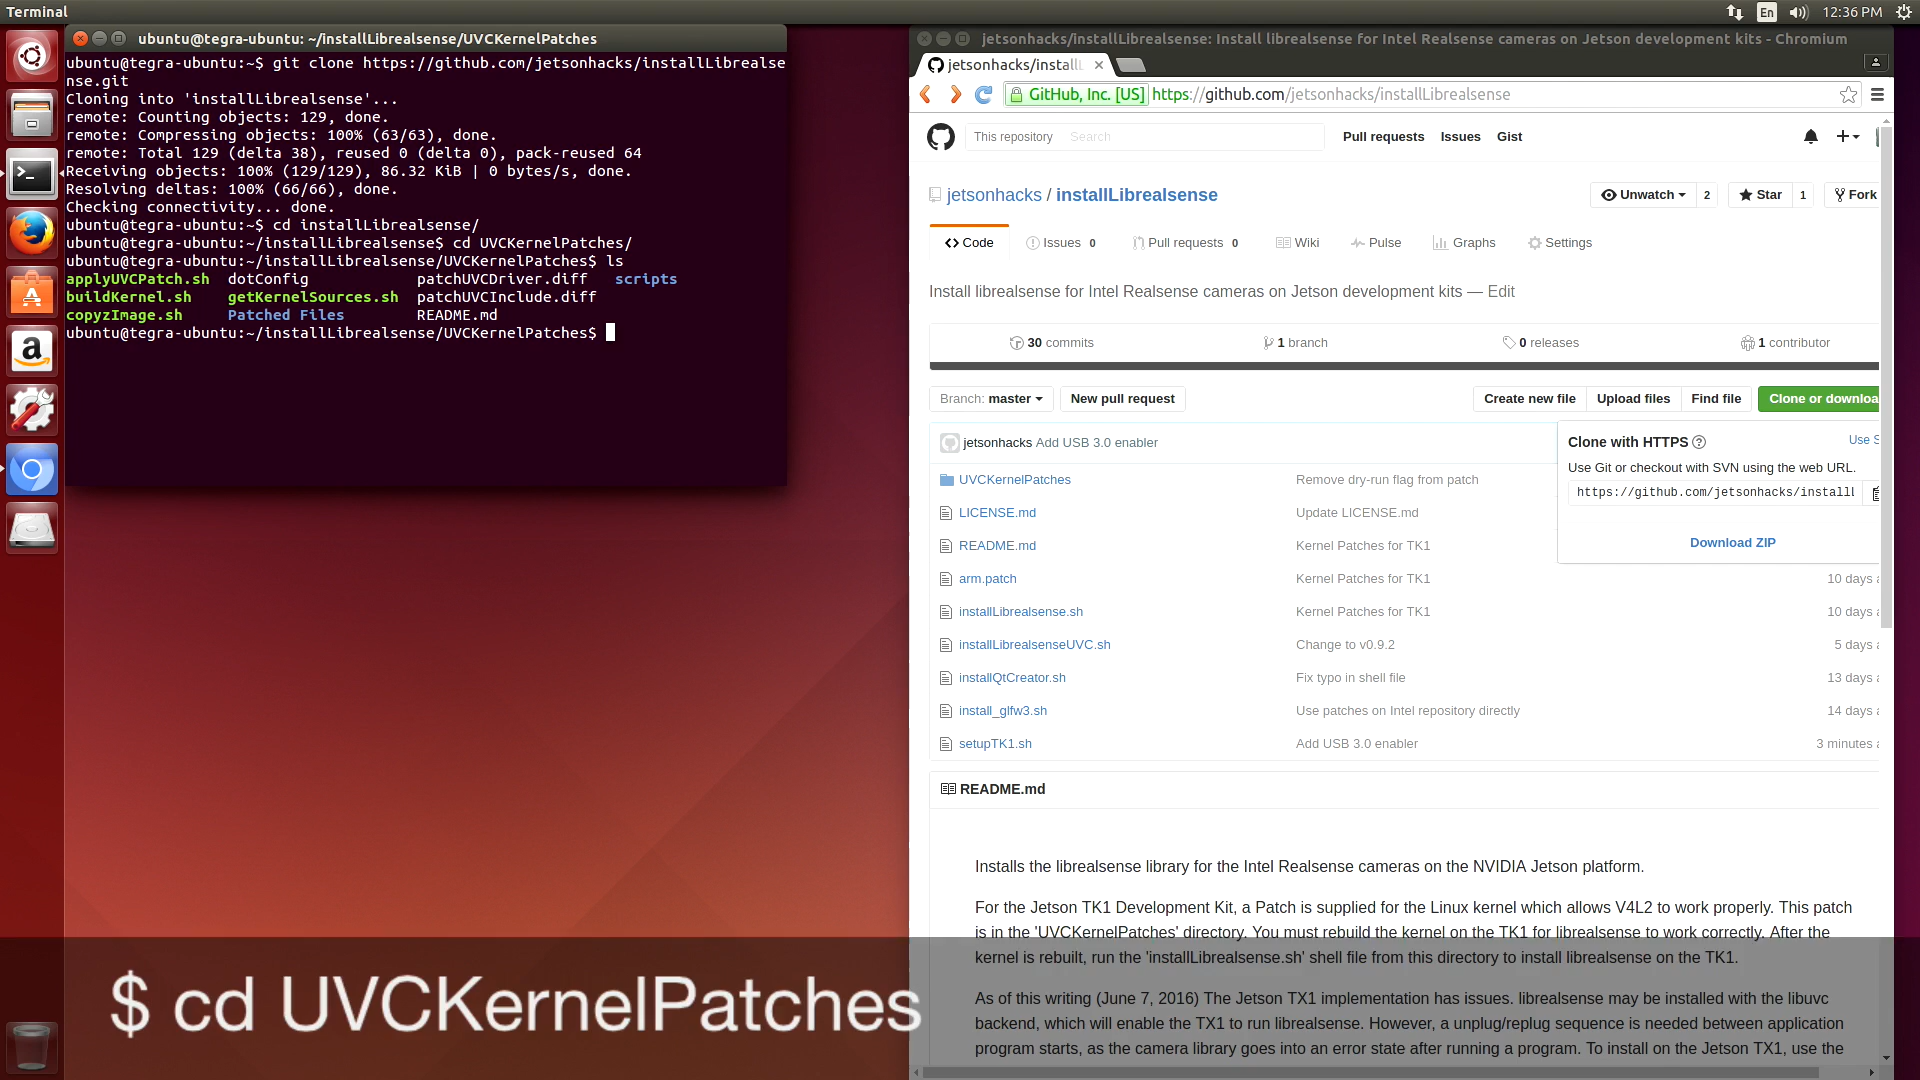 Terminal
En
12:36 PM
ubuntu@tegra-ubuntu: ~/installLibrealsense/UVCKernelPatches
ubuntu@tegra-ubuntu:~$ git clone https://github.com/jetsonhacks/installLibrealse
nse.git
Cloning into 'installLibrealsense'...
remote: Counting objects: 129, done.
remote: Compressing objects: 100% (63/63), done.
remote: Total 129 (delta 38), reused 0 (delta 0), pack-reused 64
Receiving objects: 100% (129/129), 86.32 KiB | 0 bytes/s, done.
Resolving deltas: 100% (66/66), done.
Checking connectivity... done.
ubuntu@tegra-ubuntu:~$ cd installLibrealsense/
ubuntu@tegra-ubuntu:~/installLibrealsense$ cd UVCKernelPatches/
ubuntu@tegra-ubuntu:~/installLibrealsense/UVCKernelPatches$ ls
applyUVCPatch.sh dotConfig patchUVCDriver.diff scripts
buildKernel.sh getKernelSources.sh patchUVCInclude.diff
copyzImage.sh Patched Files README.md
ubuntu@tegra-ubuntu:~/installLibrealsense/UVCKernelPatches$
jetsonhacks/installLibrealsense: Install librealsense for Intel Realsense cameras on Jetson development kits - Chromium
jetsonhacks/install
GitHub, Inc. [US] https://github.com/jetsonhacks/installLibrealsense
This repository Search Pull requests Issues Gist
jetsonhacks / installLibrealsense Unwatch 2 Star 1 Fork
Code Issues 0 Pull requests 0 Wiki Pulse Graphs Settings
Install librealsense for Intel Realsense cameras on Jetson development kits — Edit
30 commits 1 branch 0 releases 1 contributor
Branch: master New pull request Create new file Upload files Find file Clone or downloa
jetsonhacks Add USB 3.0 enabler
Clone with HTTPS Use S
Use Git or checkout with SVN using the web URL.
https://github.com/jetsonhacks/installL
Download ZIP
UVCKernelPatches Remove dry-run flag from patch
LICENSE.md Update LICENSE.md
README.md Kernel Patches for TK1
arm.patch Kernel Patches for TK1 10 days a
installLibrealsense.sh Kernel Patches for TK1 10 days a
installLibrealsenseUVC.sh Change to v0.9.2 5 days a
installQtCreator.sh Fix typo in shell file 13 days a
install_glfw3.sh Use patches on Intel repository directly 14 days a
setupTK1.sh Add USB 3.0 enabler 3 minutes a
README.md
Installs the librealsense library for the Intel Realsense cameras on the NVIDIA Jetson platform.
For the Jetson TK1 Development Kit, a Patch is supplied for the Linux kernel which allows V4L2 to work properly. This patch
is in the 'UVCKernelPatches' directory. You must rebuild the kernel on the TK1 for librealsense to work correctly. After the
kernel is rebuilt, run the 'installLibrealsense.sh' shell file from this directory to install librealsense on the TK1.
As of this writing (June 7, 2016) The Jetson TX1 implementation has issues. librealsense may be installed with the libuvc
backend, which will enable the TX1 to run librealsense. However, a unplug/replug sequence is needed between application
program starts, as the camera library goes into an error state after running a program. To install on the Jetson TX1, use the
$ cd UVCKernelPatches